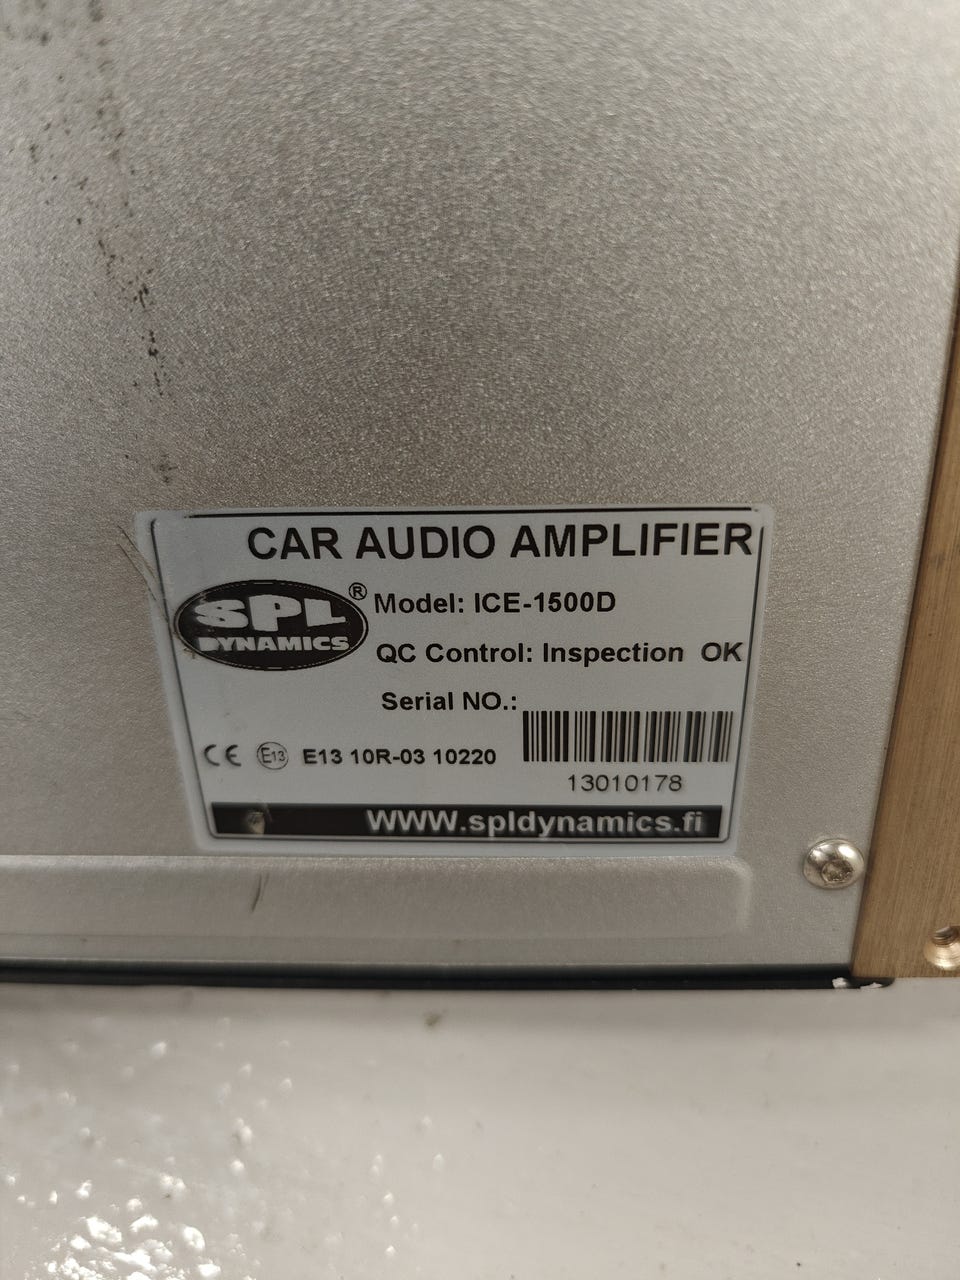 CAR AUDIO AMPLIFIER
SPL ®
DYNAMICS
Model: ICE-1500D
QC Control: Inspection OK
Serial NO.:
CE E13 E13 10R-03 10220
13010178
WWW.spldynamics.fi